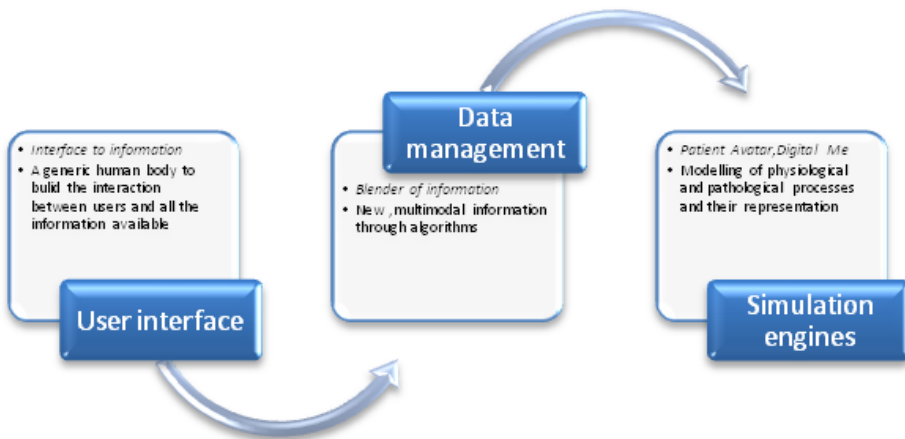 Interface to information
A generic human body to
bulid the interaction
between users and all the
information available
User interface
Data
management
Blender of information
New ,multimodal information
through algorithms
Patient Avatar,Digital Me
Modelling of physiological
and pathological processes
and their representation
Simulation
engines